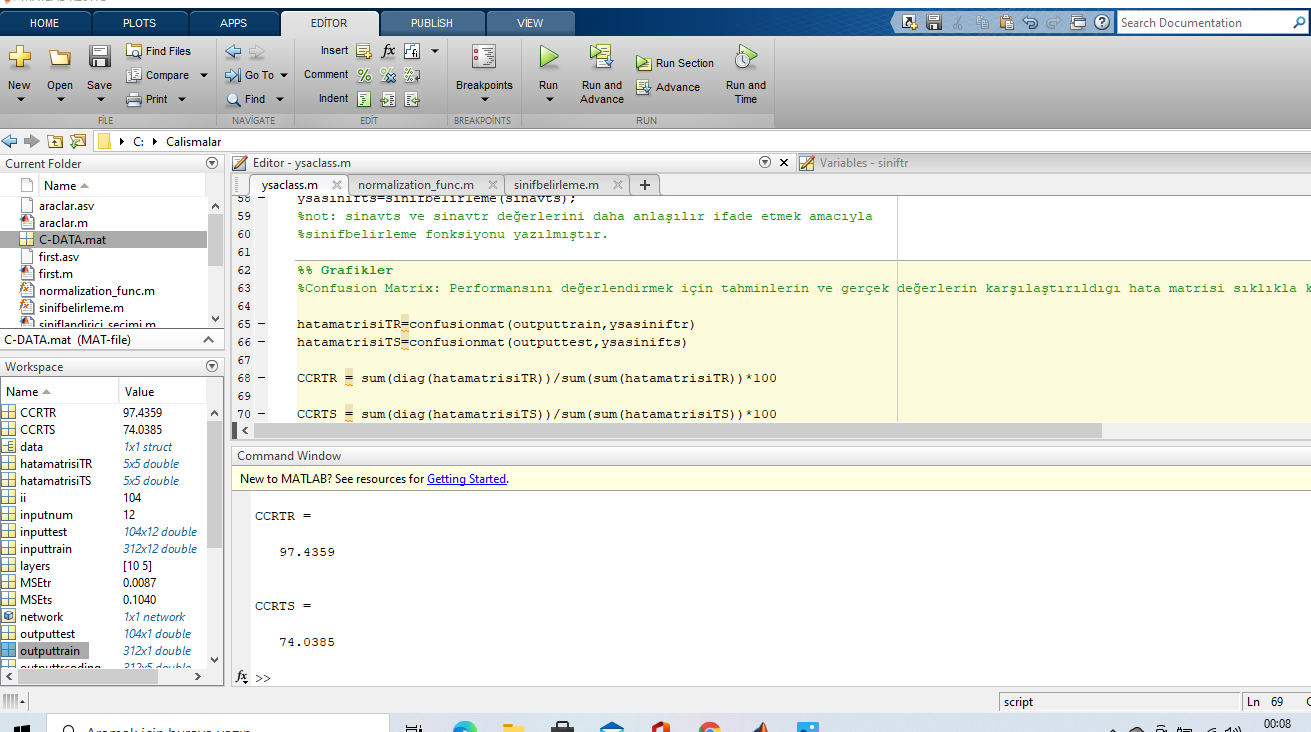 HOME PLOTS APPS EDİTOR PUBLİSH VİEW
Search Documentation
New Open Save
Find Files
Compare
Print
Go To
Find
Insert
Comment
Indent
fx
Breakpoints
Run
Run and Advance
Run Section
Advance
Run and Time
FİLE NAVİGATE EDİT BREAKPOİNTS RUN
C: Calismalar
Current Folder
Name
araclar.asv
araclar.m
C-DATA.mat
first.asv
first.m
normalization_func.m
sinifbelirleme.m
siniflandirici_secimi.m
C-DATA.mat (MAT-file)
Workspace
Name Value
CCRTR 97.4359
CCRTS 74.0385
data 1x1 struct
hatamatrisiTR 5x5 double
hatamatrisiTS 5x5 double
ii 104
inputnum 12
inputtest 104x12 double
inputtrain 312x12 double
layers [10 5]
MSEtr 0.0087
MSEts 0.1040
network 1x1 network
outputtest 104x1 double
outputtrain 312x1 double
outputtrcoding 312x5 double
Editor - ysaclass.m
Variables - siniftr
ysaclass.m normalization_func.m sinifbelirleme.m +
58 – ysasinifts=sinifbelirleme(sinavts);
59 %not: sinavts ve sinavtr değerlerini daha anlaşılır ifade etmek amacıyla
60 %sinifbelirleme fonksiyonu yazılmıştır.
61
62 %% Grafikler
63 %Confusion Matrix: Performansını değerlendirmek için tahminlerin ve gerçek değerlerin karşılaştırıldıgı hata matrisi sıklıkla k
64
65 – hatamatrisiTR=confusionmat(outputtrain,ysasiniftr)
66 – hatamatrisiTS=confusionmat(outputtest,ysasinifts)
67
68 – CCRTR = sum(diag(hatamatrisiTR))/sum(sum(hatamatrisiTR))*100
69
70 – CCRTS = sum(diag(hatamatrisiTS))/sum(sum(hatamatrisiTS))*100
Command Window
New to MATLAB? See resources for Getting Started.
CCRTR =
97.4359
CCRTS =
74.0385
fx >>
script Ln 69
Aramak için buraya yazın
00:08